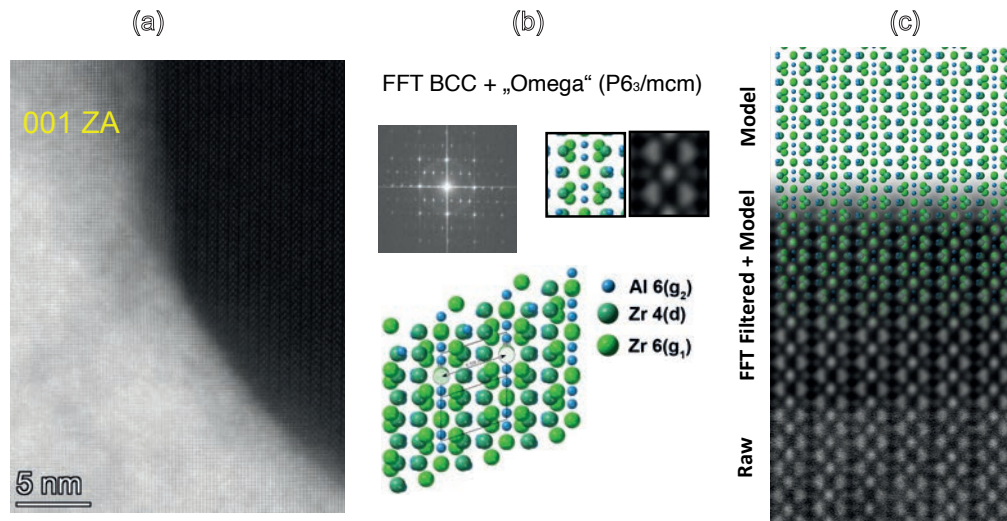 (a)
(b)
(c)
001 ZA
5 nm
FFT BCC + „Omega“ (P6₃/mcm)
Al 6(g₂)
Zr 4(d)
Zr 6(g₁)
Model
FFT Filtered + Model
Raw